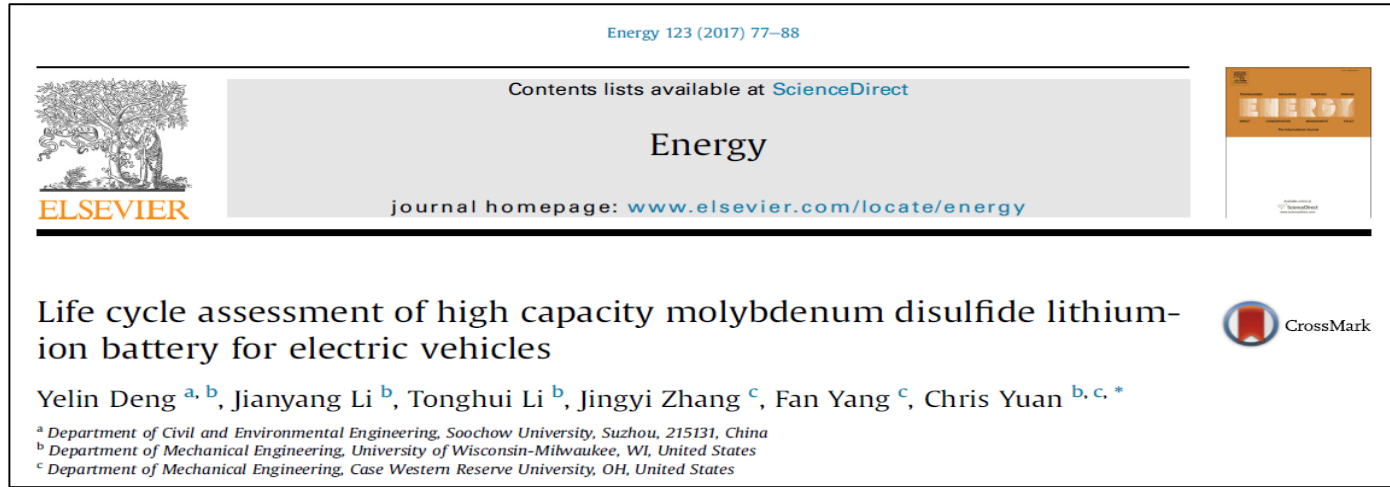 Energy 123 (2017) 77–88
Contents lists available at ScienceDirect
Energy
journal homepage: www.elsevier.com/locate/energy
ELSEVIER
ENERGY
Life cycle assessment of high capacity molybdenum disulfide lithium-
ion battery for electric vehicles
CrossMark
Yelin Deng a, b, Jianyang Li b, Tonghui Li b, Jingyi Zhang c, Fan Yang c, Chris Yuan b, c, *
a Department of Civil and Environmental Engineering, Soochow University, Suzhou, 215131, China
b Department of Mechanical Engineering, University of Wisconsin-Milwaukee, WI, United States
c Department of Mechanical Engineering, Case Western Reserve University, OH, United States